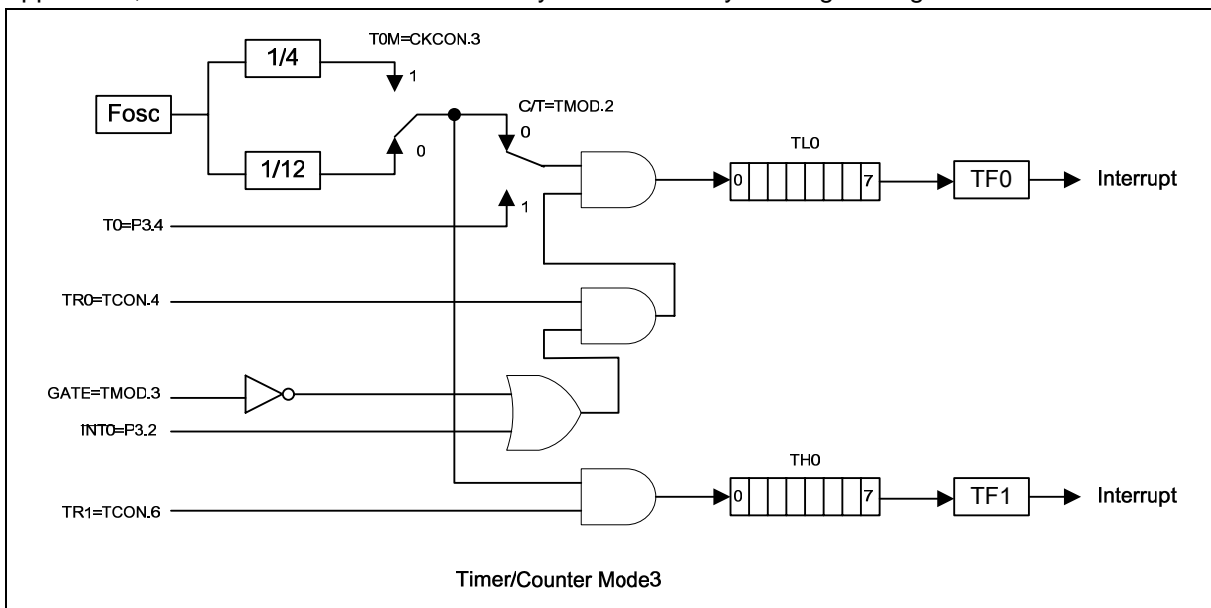 1/4
T0M=CKCON.3
1
Fosc
C/T=TMOD.2
0
1/12
0
TL0
0 7
TF0
Interrupt
1
T0=P3.4
TR0=TCON.4
GATE=TMOD.3
INT0=P3.2
TH0
0 7
TF1
Interrupt
TR1=TCON.6
Timer/Counter Mode3